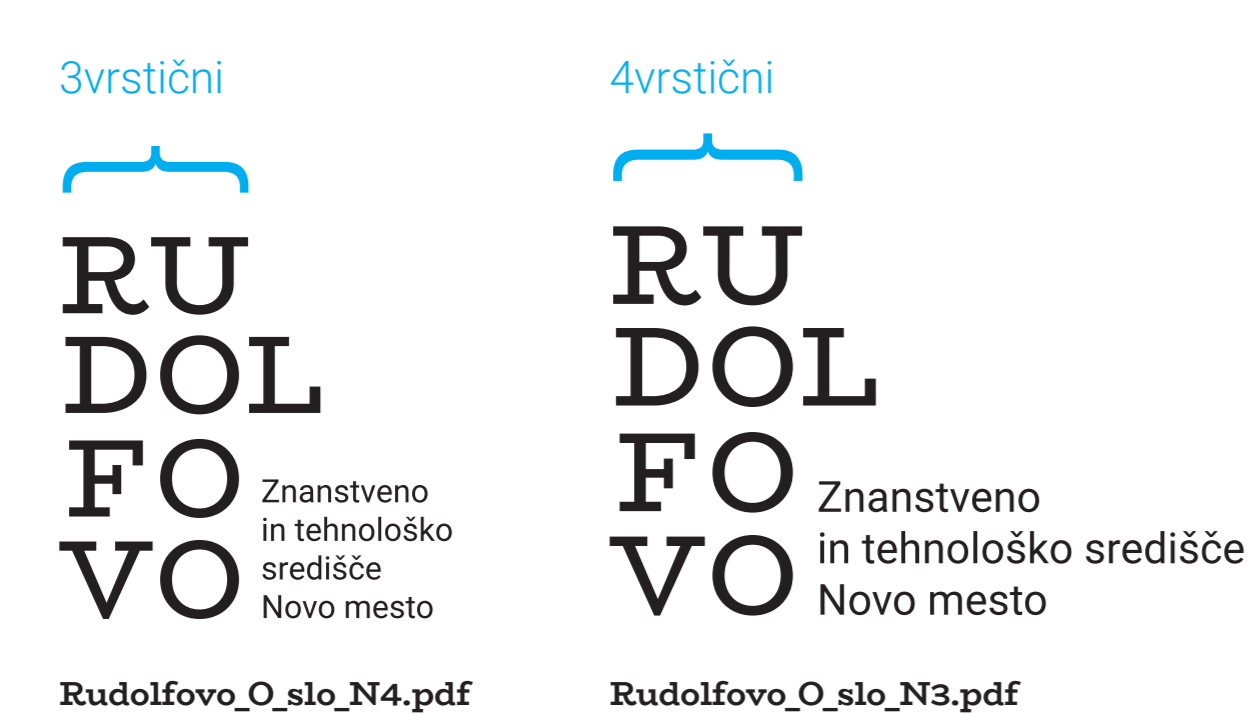 3vrstični
RU
DOL
FO
VO
Znanstveno
in tehnološko
središče
Novo mesto
Rudolfovo_O_slo_N4.pdf
4vrstični
RU
DOL
FO
VO
Znanstveno
in tehnološko središče
Novo mesto
Rudolfovo_O_slo_N3.pdf